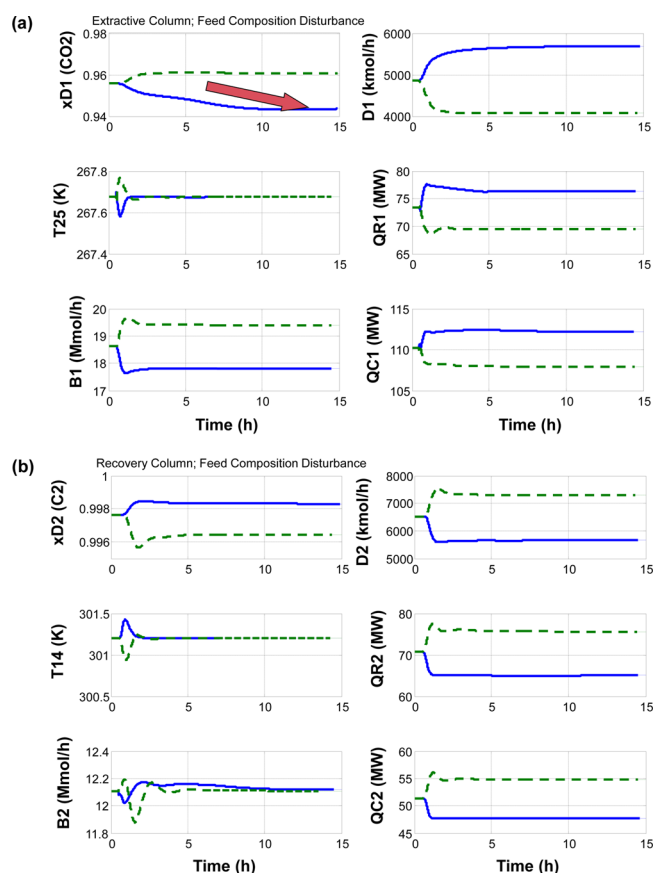 (a)
Extractive Column; Feed Composition Disturbance
xD1 (CO2)
0.98
0.96
0.94
0 5 10 15
D1 (kmol/h)
6000
5000
4000
0 5 10 15
T25 (K)
267.8
267.6
267.4
0 5 10 15
QR1 (MW)
80
75
70
65
0 5 10 15
B1 (Mmol/h)
20
19
18
17
0 5 10 15
Time (h)
QC1 (MW)
115
110
105
0 5 10 15
Time (h)
(b)
Recovery Column; Feed Composition Disturbance
xD2 (C2)
1
0.998
0.996
0 5 10 15
D2 (kmol/h)
8000
7000
6000
5000
0 5 10 15
T14 (K)
301.5
301
300.5
0 5 10 15
QR2 (MW)
80
70
60
0 5 10 15
B2 (Mmol/h)
12.4
12.2
12
11.8
0 5 10 15
Time (h)
QC2 (MW)
60
55
50
45
0 5 10 15
Time (h)